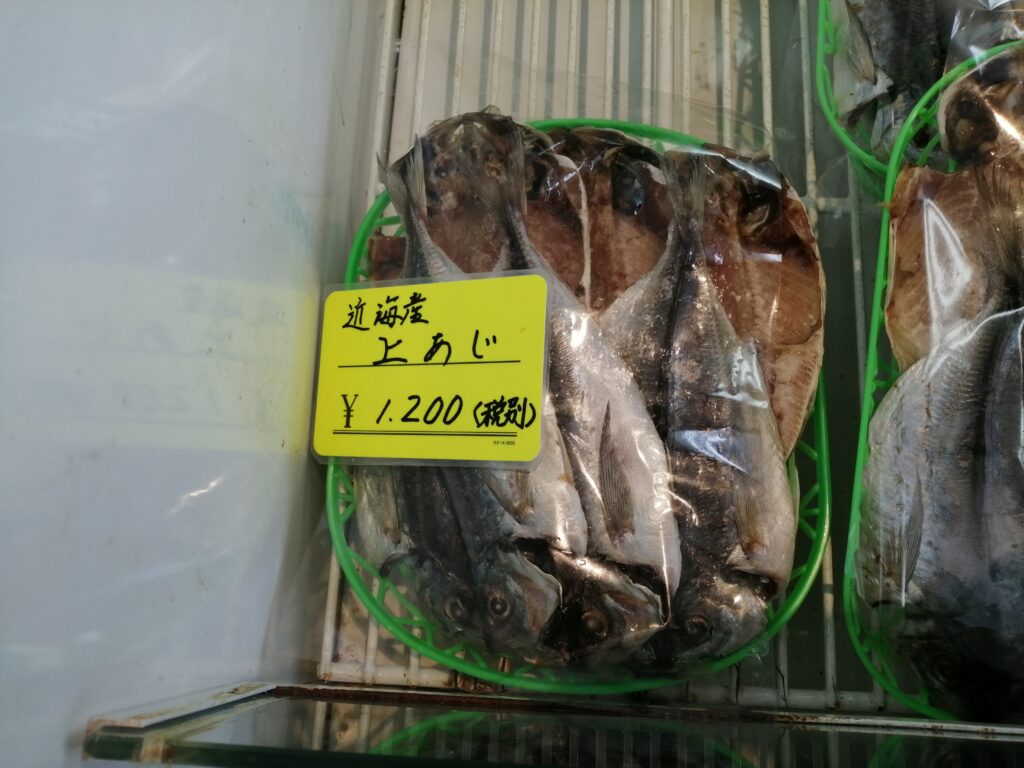 近海産
上あじ
¥ 1.200 (税別)